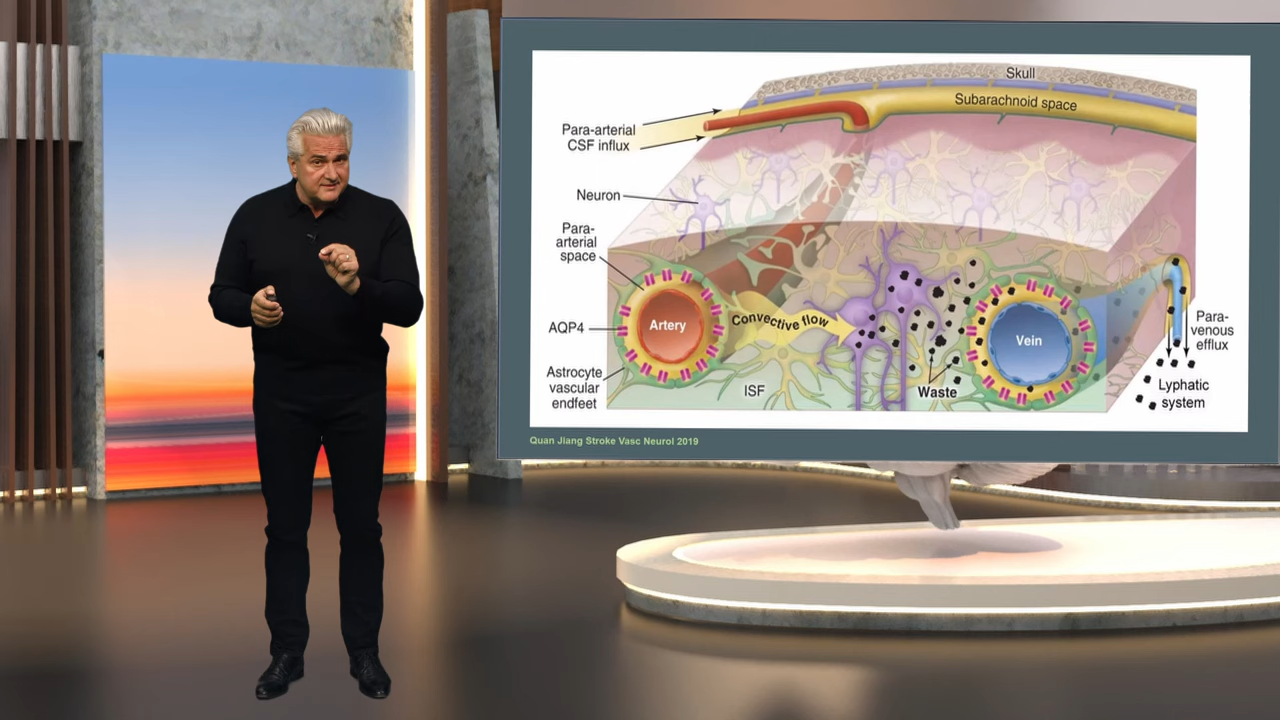 Skull
Subarachnoid space
Para-arterial
CSF influx
Neuron
Para-
arterial
space
AQP4
Artery
Convective flow
Vein
Para-
venous
efflux
Astrocyte
vascular
endfeet
ISF
Waste
Lyphatic
system
Quan Jiang Stroke Vasc Neurol 2019